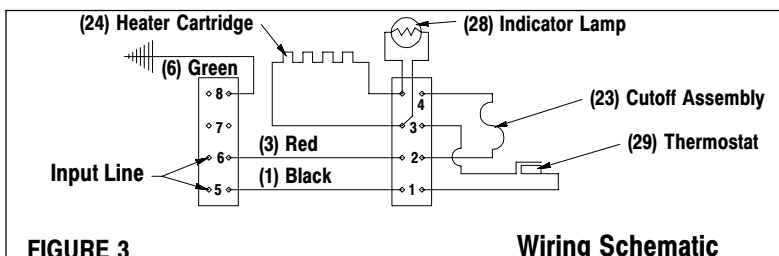 (24) Heater Cartridge
(28) Indicator Lamp
(6) Green
8
4
(23) Cutoff Assembly
7
3
(29) Thermostat
(3) Red
6
2
Input Line
(1) Black
5
1
FIGURE 3
Wiring Schematic